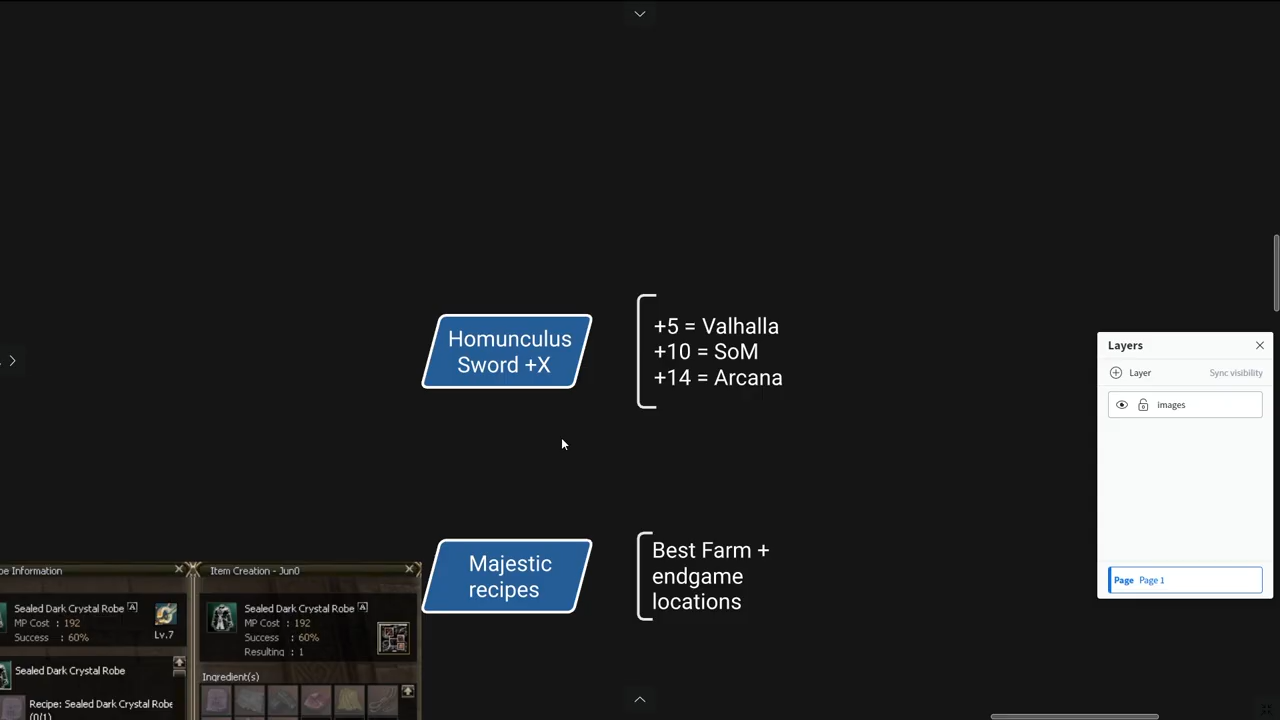 Homunculus
Sword +X
+5 = Valhalla
+10 = SoM
+14 = Arcana
Layers
Layer
Sync visibility
images
Page Page 1
Majestic
recipes
Best Farm +
endgame
locations
pe Information
Sealed Dark Crystal Robe A
MP Cost : 192
Success : 60%
Lv.7
Sealed Dark Crystal Robe
Recipe: Sealed Dark Crystal Robe
(0/1)
Item Creation - Jun0
Sealed Dark Crystal Robe A
MP Cost : 192
Success : 60%
Resulting : 1
Ingredient(s)